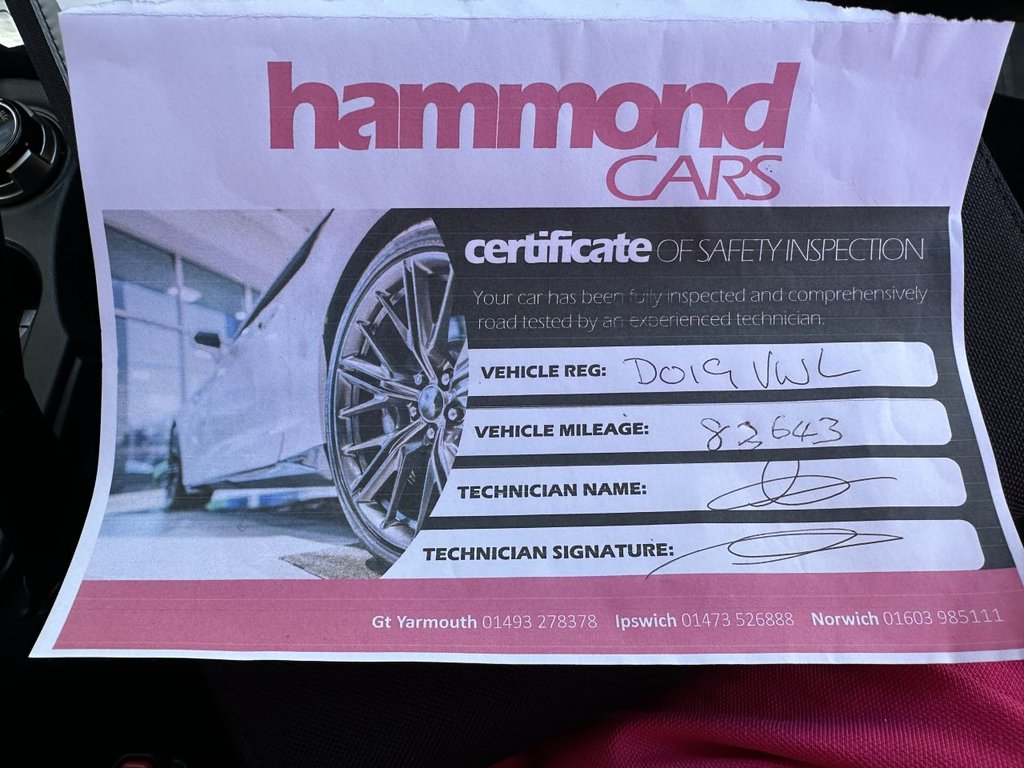 hammond
CARS
certificate OF SAFETY INSPECTION
Your car has been fully inspected and comprehensively
road tested by an experienced technician.
VEHICLE REG: DO19 VWL
VEHICLE MILEAGE: 82643
TECHNICIAN NAME:
TECHNICIAN SIGNATURE:
Gt Yarmouth 01493 278378 Ipswich 01473 526888 Norwich 01603 985111